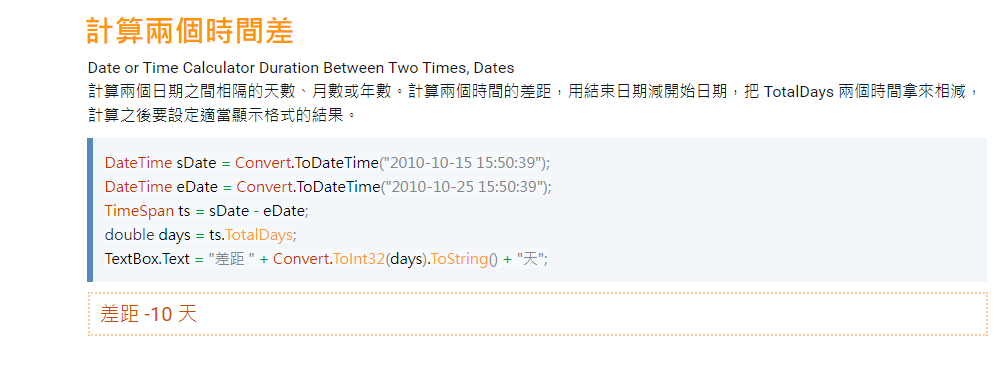 計算兩個時間差
Date or Time Calculator Duration Between Two Times, Dates
計算兩個日期之間相隔的天數、月數或年數。計算兩個時間的差距，用結束日期減開始日期，把 TotalDays 兩個時間拿來相減，
計算之後要設定適當顯示格式的結果。
DateTime sDate = Convert.ToDateTime("2010-10-15 15:50:39");
DateTime eDate = Convert.ToDateTime("2010-10-25 15:50:39");
TimeSpan ts = sDate - eDate;
double days = ts.TotalDays;
TextBox.Text = "差距 " + Convert.ToInt32(days).ToString() + "天";
差距 -10 天